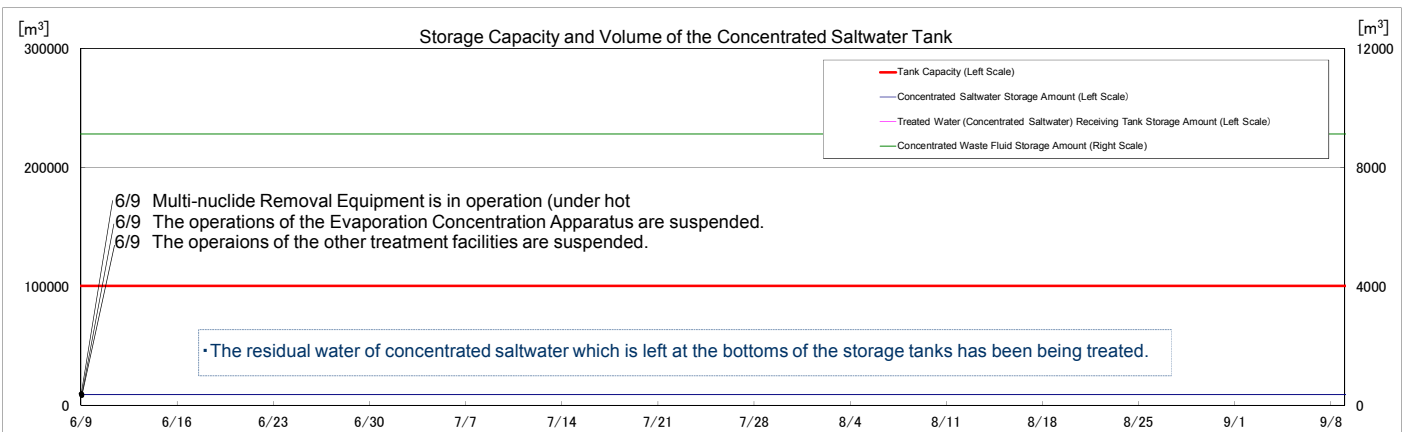 [m³]
[m³]
Storage Capacity and Volume of the Concentrated Saltwater Tank
300000
12000
Tank Capacity (Left Scale)
Concentrated Saltwater Storage Amount (Left Scale)
Treated Water (Concentrated Saltwater) Receiving Tank Storage Amount (Left Scale)
Concentrated Waste Fluid Storage Amount (Right Scale)
200000
8000
6/9 Multi-nuclide Removal Equipment is in operation (under hot
6/9 The operations of the Evaporation Concentration Apparatus are suspended.
6/9 The operaions of the other treatment facilities are suspended.
100000
4000
・The residual water of concentrated saltwater which is left at the bottoms of the storage tanks has been being treated.
0
0
6/9 6/16 6/23 6/30 7/7 7/14 7/21 7/28 8/4 8/11 8/18 8/25 9/1 9/8